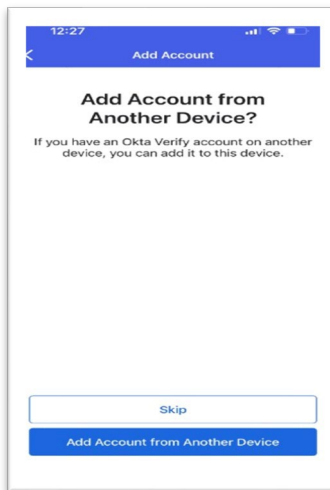 12:27
Add Account
Add Account from
Another Device?
If you have an Okta Verify account on another
device, you can add it to this device.
Skip
Add Account from Another Device